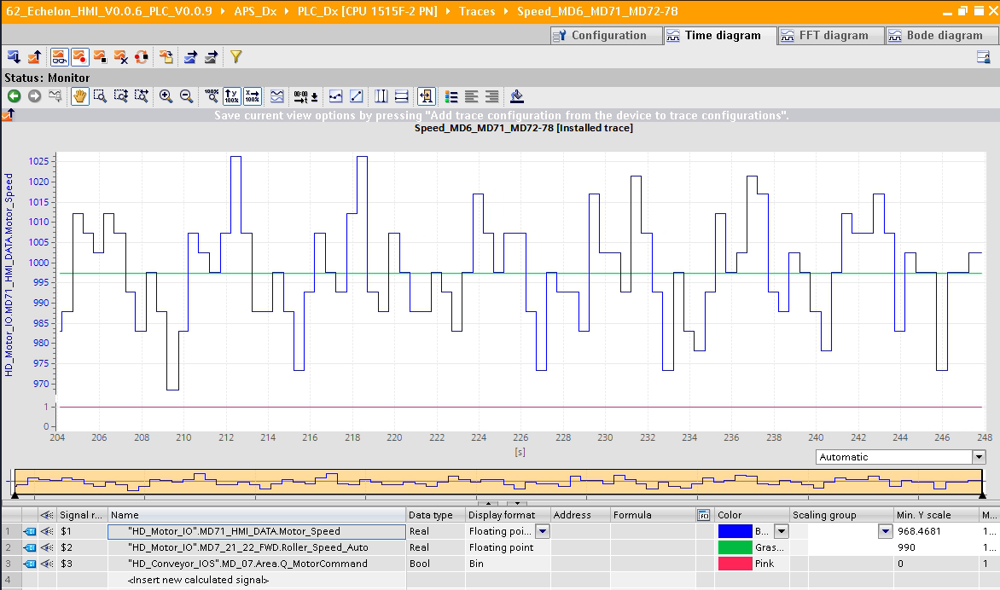 62_Echelon_HMI_V0.0.6_PLC_V0.0.9 › APS_Dx › PLC_Dx [CPU 1515F-2 PN] › Traces › Speed_MD6_MD71_MD72-78
Configuration Time diagram FFT diagram Bode diagram
Status: Monitor
100% 100% 100% 00:00
Save current view options by pressing "Add trace configuration from the device to trace configurations".
Speed_MD6_MD71_MD72-78 [Installed trace]
HD_Motor_IO.MD71_HMI_DATA.Motor_Speed
1025
1020
1015
1010
1005
1000
995
990
985
980
975
970
1
0
204 206 208 210 212 214 216 218 220 222 224 226 228 230 232 234 236 238 240 242 244 246 248
[s]
Automatic
Signal r... Name Data type Display format Address Formula Color Scaling group Min. Y scale M...
1 $1 "HD_Motor_IO".MD71_HMI_DATA.Motor_Speed Real Floating poi... B... 968.4681 1...
2 $2 "HD_Motor_IO".MD7_21_22_FWD.Roller_Speed_Auto Real Floating point Gras... 990 1...
3 $3 "HD_Conveyor_IOS".MD_07.Area.Q_MotorCommand Bool Bin Pink 0 1
4 <Insert new calculated signal>